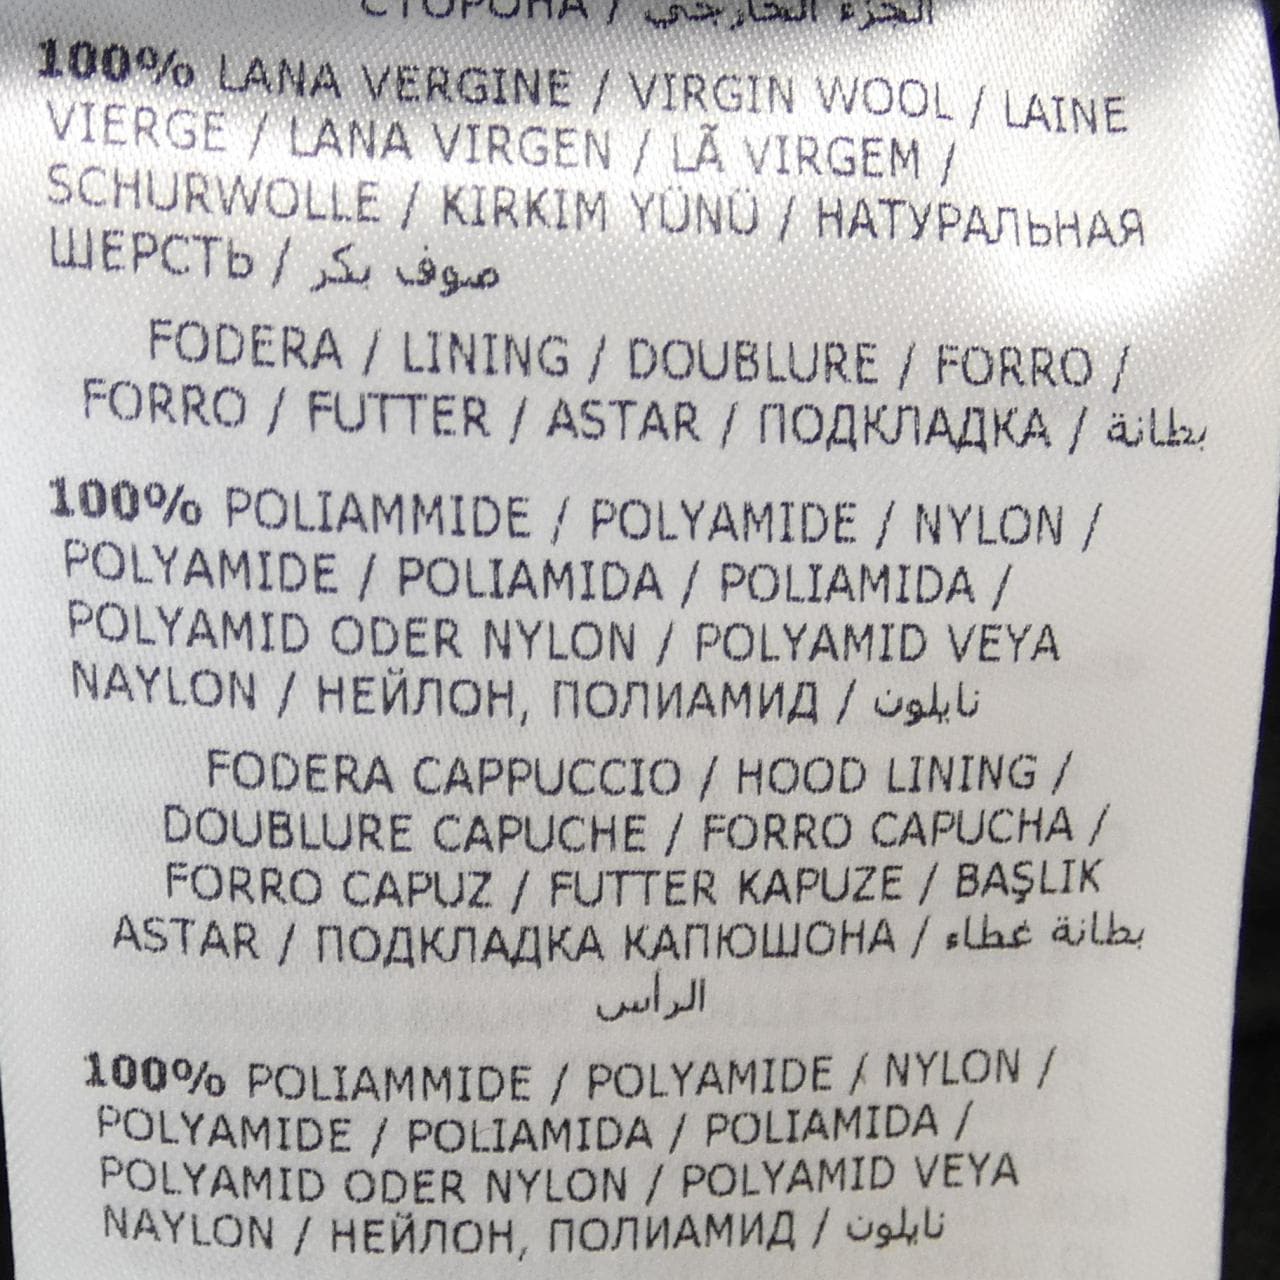 СТОРОНА / الجزء الخارجي
100% LANA VERGINE / VIRGIN WOOL / LAINE
VIERGE / LANA VIRGEN / LÃ VIRGEM /
SCHURWOLLE / KIRKIM YÜNÜ / НАТУРАЛЬНАЯ
ШЕРСТЬ / صوف بكر
FODERA / LINING / DOUBLURE / FORRO /
FORRO / FUTTER / ASTAR / ПОДКЛАДКА / بطانة
100% POLIAMMIDE / POLYAMIDE / NYLON /
POLYAMIDE / POLIAMIDA / POLIAMIDA /
POLYAMID ODER NYLON / POLYAMID VEYA
NAYLON / НЕЙЛОН, ПОЛИАМИД / نايلون
FODERA CAPPUCCIO / HOOD LINING /
DOUBLURE CAPUCHE / FORRO CAPUCHA /
FORRO CAPUZ / FUTTER KAPUZE / BAŞLIK
ASTAR / ПОДКЛАДКА КАПЮШОНА / بطانة غطاء
الرأس
100% POLIAMMIDE / POLYAMIDE / NYLON /
POLYAMIDE / POLIAMIDA / POLIAMIDA /
POLYAMID ODER NYLON / POLYAMID VEYA
NAYLON / НЕЙЛОН, ПОЛИАМИД / نايلون